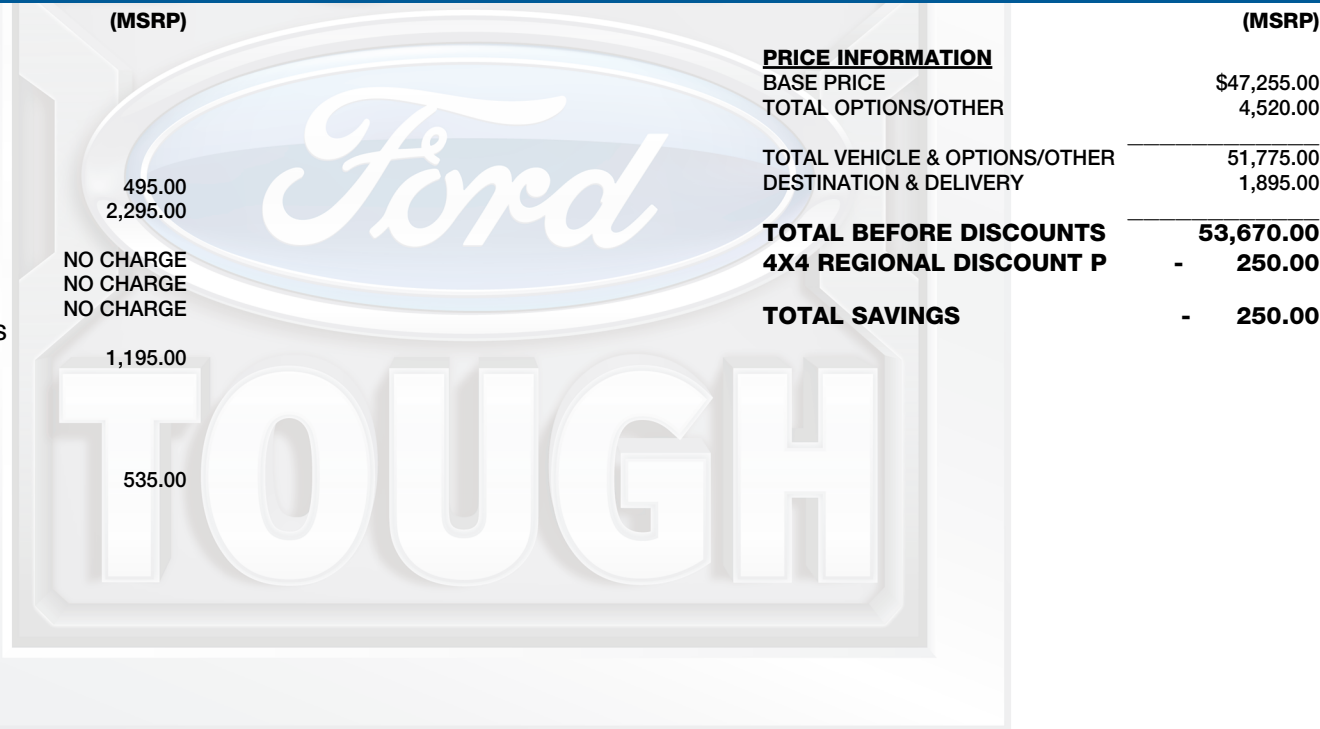 (MSRP)
495.00
2,295.00
NO CHARGE
NO CHARGE
NO CHARGE
S
1,195.00
535.00
Ford
TOUGH
(MSRP)
PRICE INFORMATION
BASE PRICE $47,255.00
TOTAL OPTIONS/OTHER 4,520.00
TOTAL VEHICLE & OPTIONS/OTHER 51,775.00
DESTINATION & DELIVERY 1,895.00
TOTAL BEFORE DISCOUNTS 53,670.00
4X4 REGIONAL DISCOUNT P - 250.00
TOTAL SAVINGS - 250.00